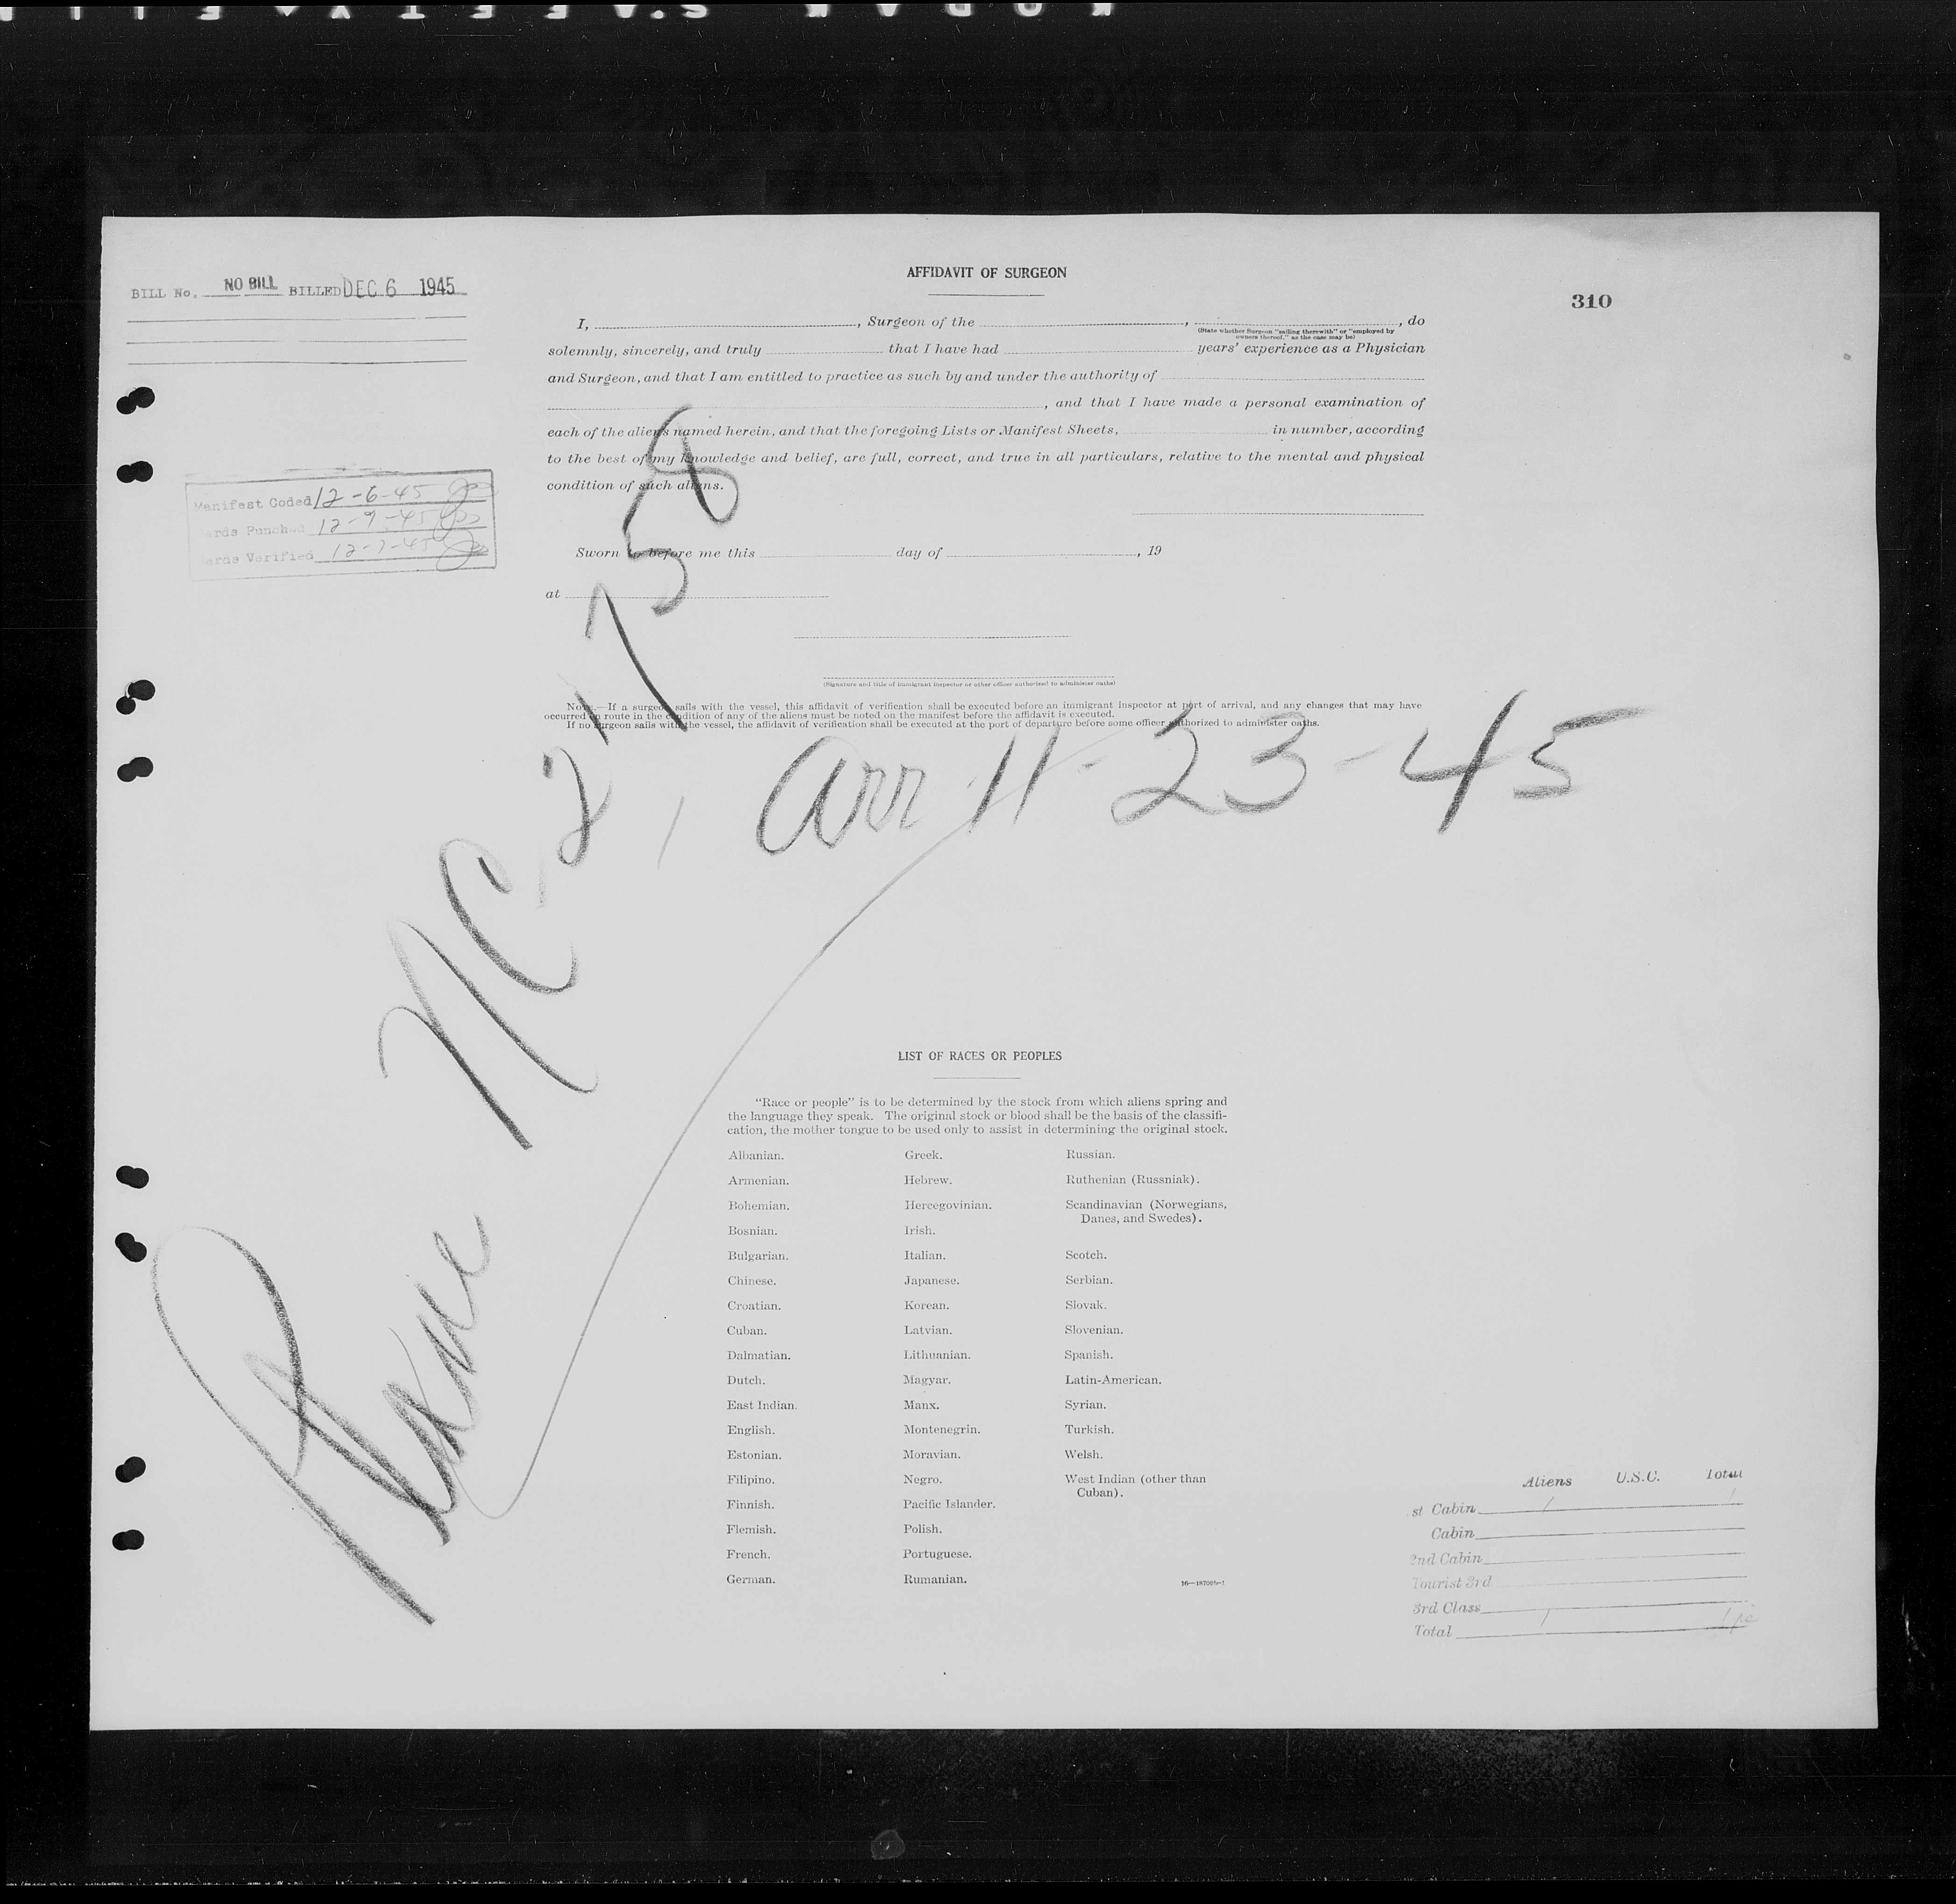 BILL No. NO BILL BILLED DEC 6 1945
AFFIDAVIT OF SURGEON
310
I, , Surgeon of the , , do
(State whether Surgeon "sailing therewith" or "employed by
owners thereof," as the case may be)
solemnly, sincerely, and truly that I have had years' experience as a Physician
and Surgeon, and that I am entitled to practice as such by and under the authority of
, and that I have made a personal examination of
each of the aliens named herein, and that the foregoing Lists or Manifest Sheets, in number, according
to the best of my knowledge and belief, are full, correct, and true in all particulars, relative to the mental and physical
condition of such aliens.
Manifest Coded 12-6-45
ards Punched 12-7-45
ards Verified 12-7-45
Sworn to before me this day of , 19
at
(Signature and title of immigrant inspector or other officer authorized to administer oaths)
Note.—If a surgeon sails with the vessel, this affidavit of verification shall be executed before an immigrant inspector at port of arrival, and any changes that may have
occurred en route in the condition of any of the aliens must be noted on the manifest before the affidavit is executed.
If no surgeon sails with the vessel, the affidavit of verification shall be executed at the port of departure before some officer authorized to administer oaths.
Plane NC-21758
, arr 11-23-45
LIST OF RACES OR PEOPLES
"Race or people" is to be determined by the stock from which aliens spring and
the language they speak. The original stock or blood shall be the basis of the classifi-
cation, the mother tongue to be used only to assist in determining the original stock.
Albanian. Greek. Russian.
Armenian. Hebrew. Ruthenian (Russniak).
Bohemian. Hercegovinian. Scandinavian (Norwegians,
Danes, and Swedes).
Bosnian. Irish.
Bulgarian. Italian. Scotch.
Chinese. Japanese. Serbian.
Croatian. Korean. Slovak.
Cuban. Latvian. Slovenian.
Dalmatian. Lithuanian. Spanish.
Dutch. Magyar. Latin-American.
East Indian. Manx. Syrian.
English. Montenegrin. Turkish.
Estonian. Moravian. Welsh.
Filipino. Negro. West Indian (other than
Cuban).
Finnish. Pacific Islander.
Flemish. Polish.
French. Portuguese.
German. Rumanian.
Aliens U.S.C. Total
st Cabin 1 1
Cabin
2nd Cabin
Tourist 3rd
3rd Class
Total 1 1